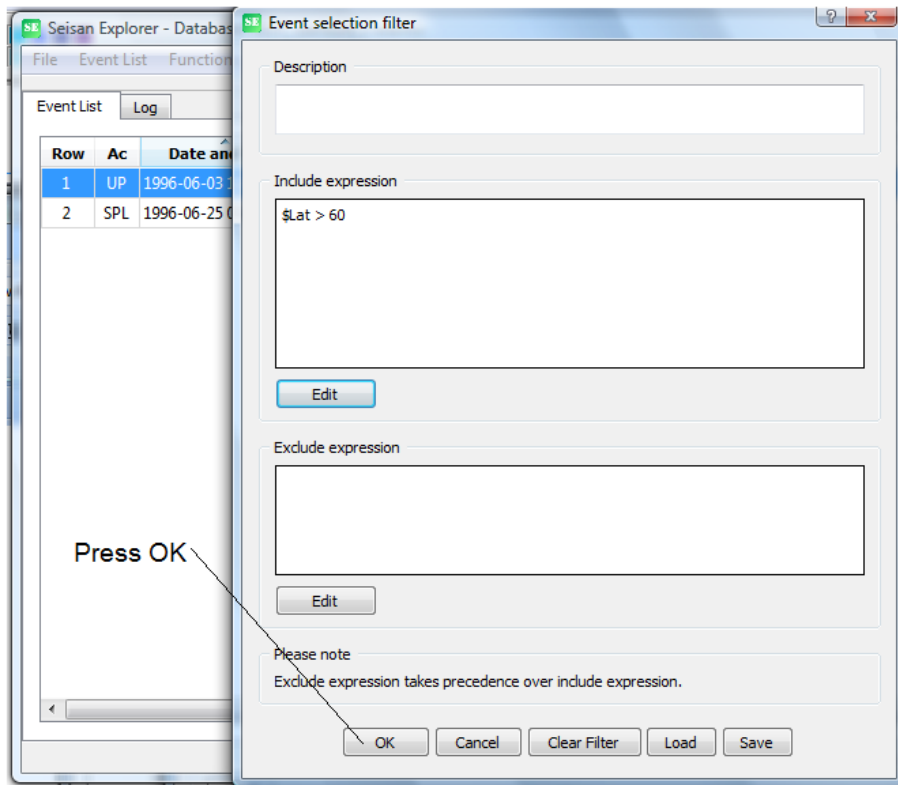 SE Seisan Explorer - Databas
File Event List Function
Event List Log
Row Ac Date an
1 UP 1996-06-03 1
2 SPL 1996-06-25 0
Press OK
SE Event selection filter
Description
Include expression
$Lat > 60
Edit
Exclude expression
Edit
Please note
Exclude expression takes precedence over include expression.
OK Cancel Clear Filter Load Save